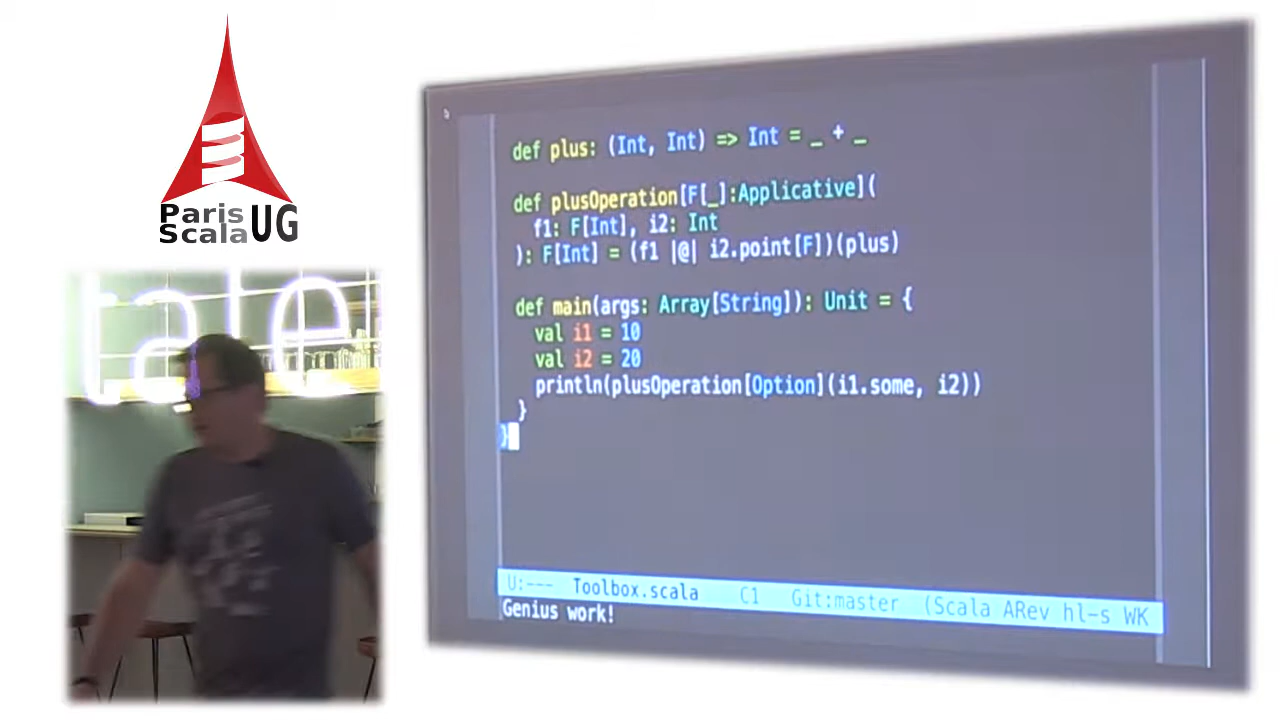 Paris
Scala UG
tale
def plus: (Int, Int) => Int = _ + _
def plusOperation[F[_]:Applicative](
f1: F[Int], i2: Int
): F[Int] = (f1 |@| i2.point[F])(plus)
def main(args: Array[String]): Unit = {
val i1 = 10
val i2 = 20
println(plusOperation[Option](i1.some, i2))
}
}
U:--- Toolbox.scala C1 Git:master (Scala ARev hl-s WK
Genius work!